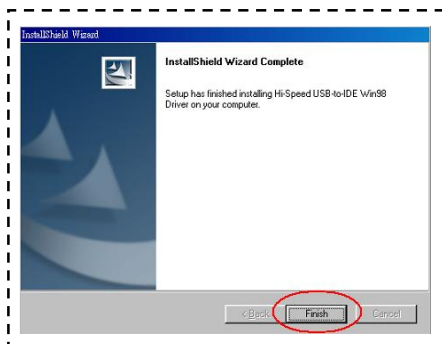 InstallShield Wizard
InstallShield Wizard Complete
Setup has finished installing Hi-Speed USB-to-IDE Win98
Driver on your computer.
< Back
Finish
Cancel